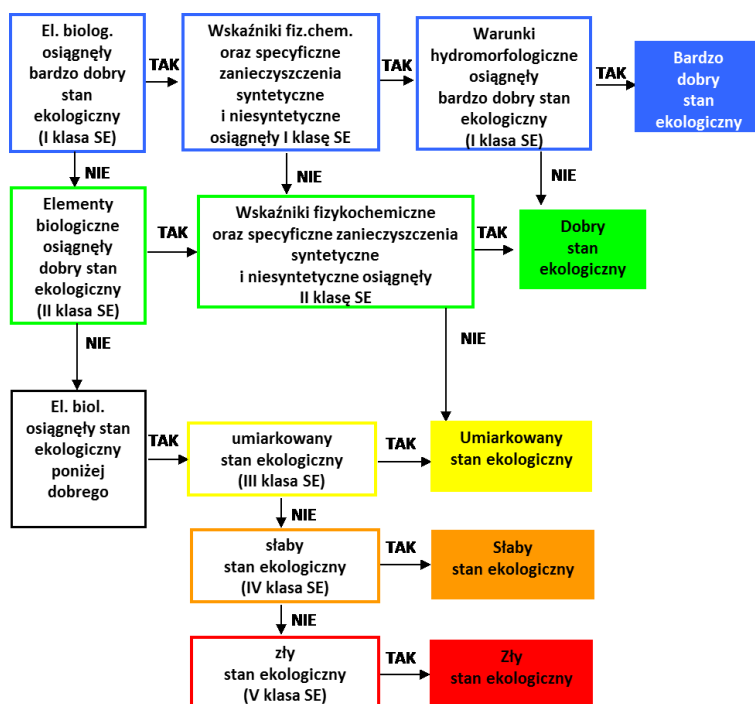 El. biolog.
osiągnęły
bardzo dobry
stan
ekologiczny
(I klasa SE)
TAK
Wskaźniki fiz.chem.
oraz specyficzne
zanieczyszczenia
syntetyczne
i niesyntetyczne
osiągnęły I klasę SE
TAK
Warunki
hydromorfologiczne
osiągnęły
bardzo dobry stan
ekologiczny
(I klasa SE)
TAK
Bardzo
dobry
stan
ekologiczny
NIE
NIE
NIE
Elementy
biologiczne
osiągnęły
dobry stan
ekologiczny
(II klasa SE)
TAK
Wskaźniki fizykochemiczne
oraz specyficzne zanieczyszczenia
syntetyczne
i niesyntetyczne osiągnęły
II klasę SE
TAK
Dobry
stan
ekologiczny
NIE
NIE
El. biol.
osiągnęły stan
ekologiczny
poniżej
dobrego
TAK
umiarkowany
stan ekologiczny
(III klasa SE)
TAK
Umiarkowany
stan ekologiczny
NIE
słaby
stan ekologiczny
(IV klasa SE)
TAK
Słaby
stan ekologiczny
NIE
zły
stan ekologiczny
(V klasa SE)
TAK
Zły
stan ekologiczny